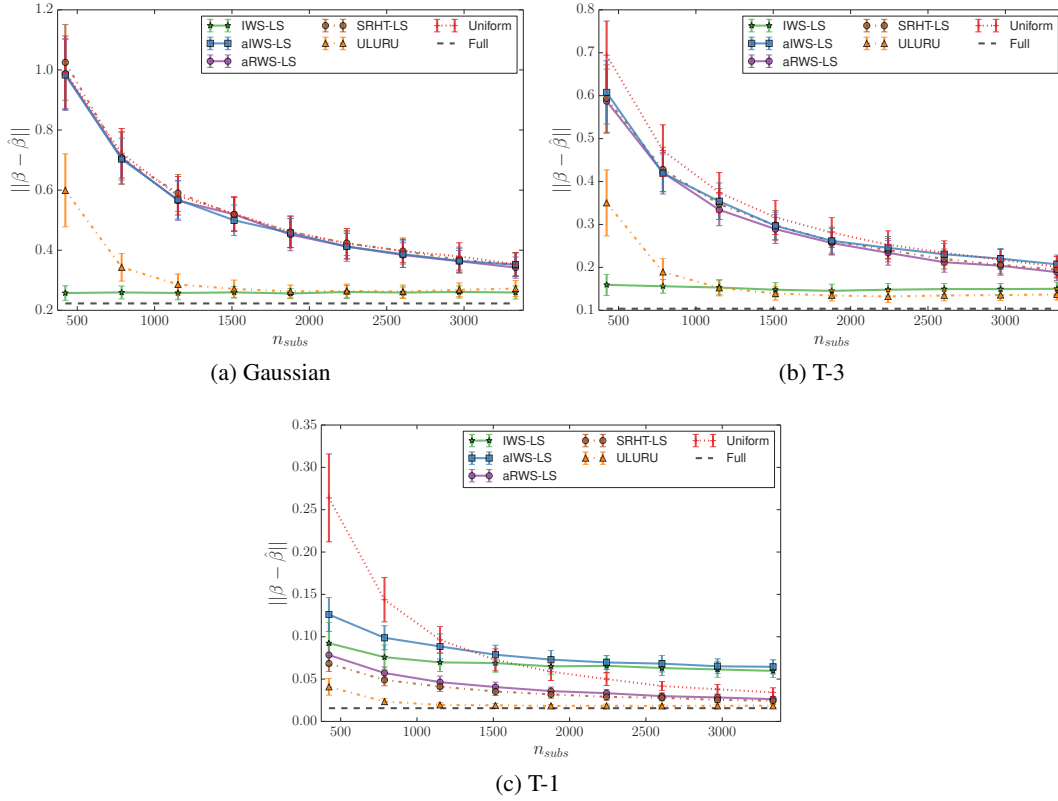 IWS-LS SRHT-LS Uniform
aIWS-LS ULURU Full
aRWS-LS
1.2
1.0
0.8
0.6
0.4
0.2
||β − β̂||
500 1000 1500 2000 2500 3000
n_subs
(a) Gaussian
IWS-LS SRHT-LS Uniform
aIWS-LS ULURU Full
aRWS-LS
0.8
0.7
0.6
0.5
0.4
0.3
0.2
0.1
||β − β̂||
500 1000 1500 2000 2500 3000
n_subs
(b) T-3
IWS-LS SRHT-LS Uniform
aIWS-LS ULURU Full
aRWS-LS
0.35
0.30
0.25
0.20
0.15
0.10
0.05
0.00
||β − β̂||
500 1000 1500 2000 2500 3000
n_subs
(c) T-1